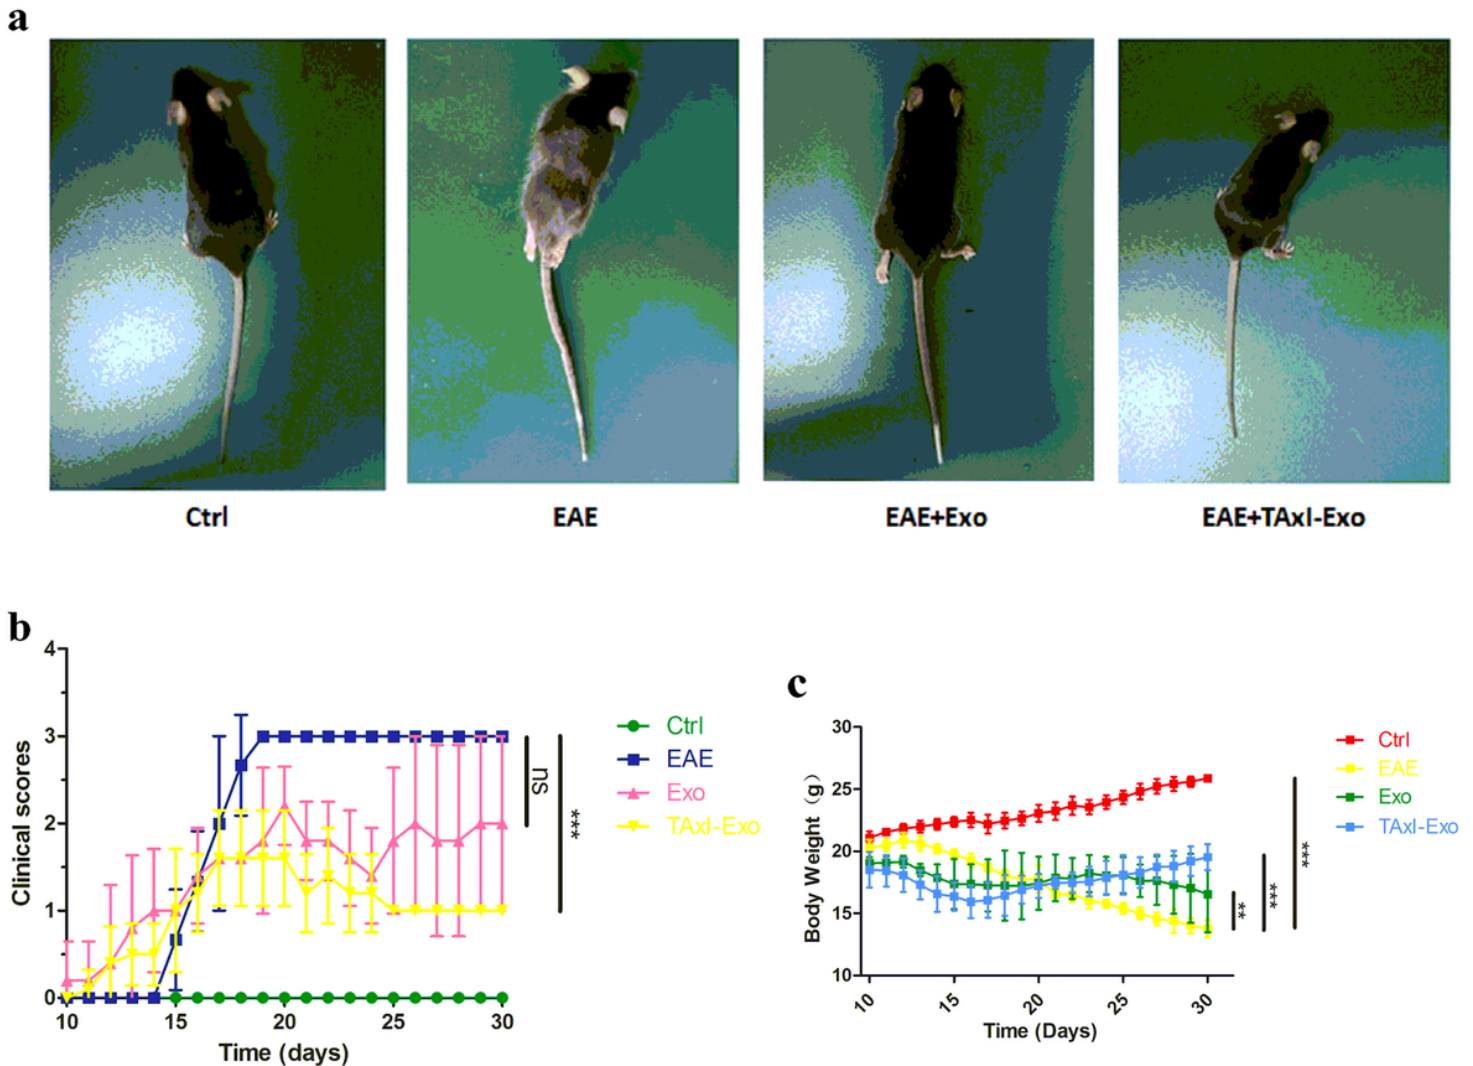 a
Ctrl
EAE
EAE+Exo
EAE+TAxl-Exo
b
Clinical scores
4
3
2
1
0
10
15
20
25
30
Time (days)
ns
***
Ctrl
EAE
Exo
TAxl-Exo
c
Body Weight (g)
30
25
20
15
10
10
15
20
25
30
Time (Days)
**
***
***
Ctrl
EAE
Exo
TAxl-Exo